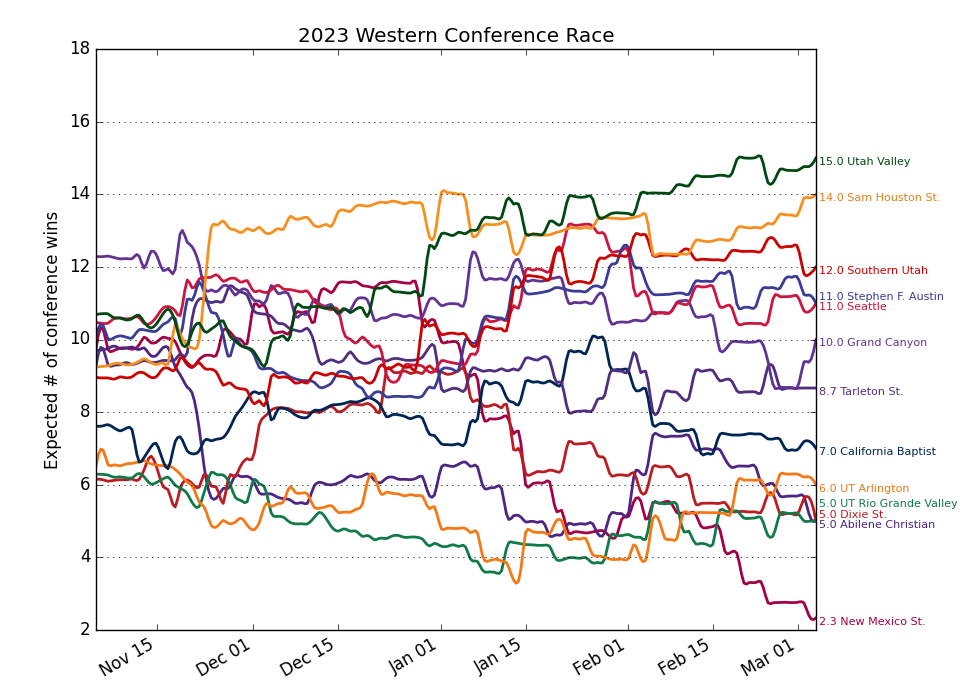 2023 Western Conference Race
Expected # of conference wins
18
16
14
12
10
8
6
4
2
Nov 15
Dec 01
Dec 15
Jan 01
Jan 15
Feb 01
Feb 15
Mar 01
15.0 Utah Valley
14.0 Sam Houston St.
12.0 Southern Utah
11.0 Stephen F. Austin
11.0 Seattle
10.0 Grand Canyon
8.7 Tarleton St.
7.0 California Baptist
6.0 UT Arlington
5.0 UT Rio Grande Valley
5.0 Dixie St.
5.0 Abilene Christian
2.3 New Mexico St.